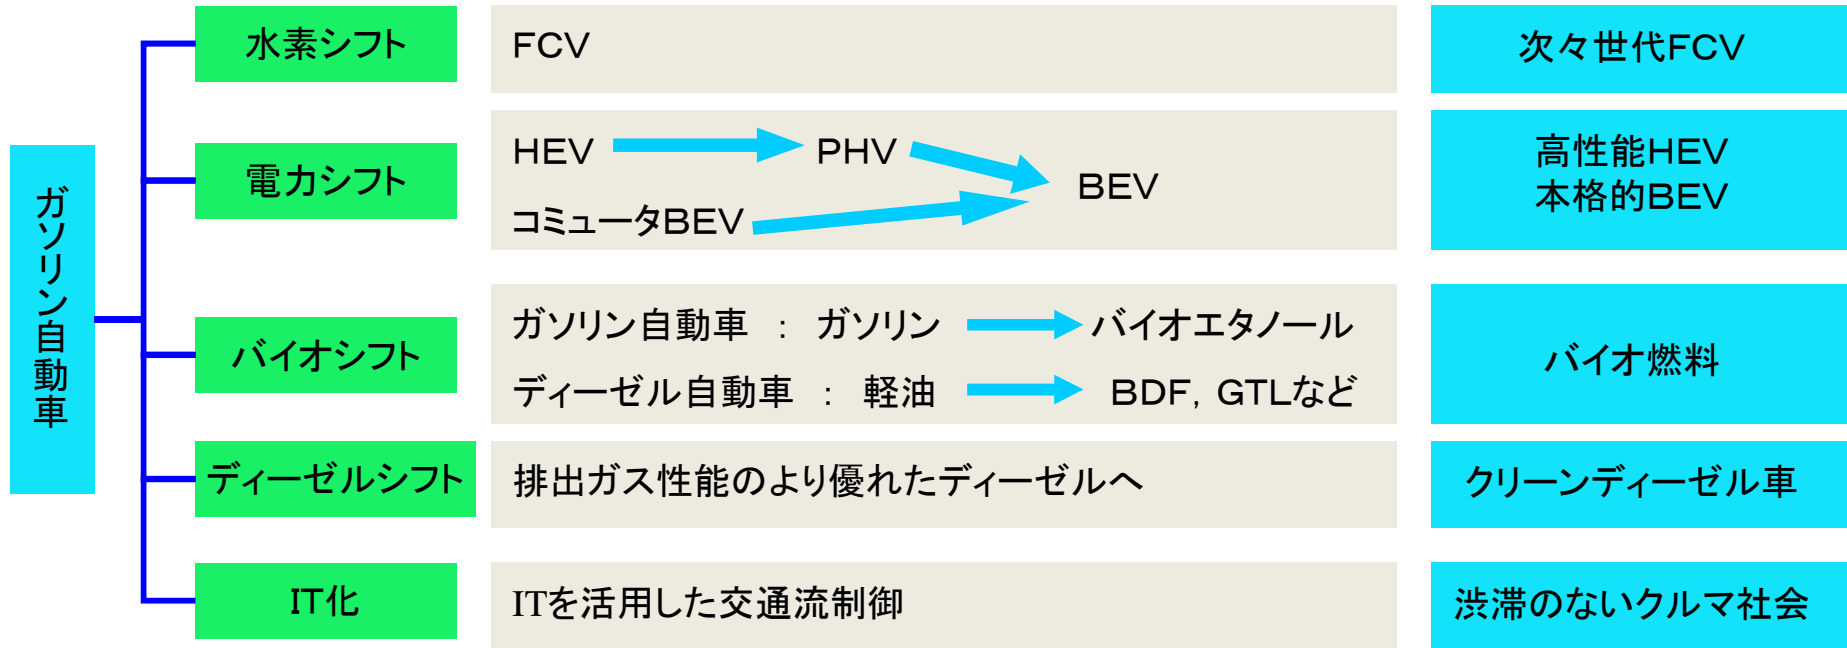 ガソリン自動車
水素シフト
FCV
次々世代FCV
電力シフト
HEV
PHV
BEV
コミュータBEV
高性能HEV
本格的BEV
バイオシフト
ガソリン自動車 : ガソリン
バイオエタノール
ディーゼル自動車 : 軽油
BDF, GTLなど
バイオ燃料
ディーゼルシフト
排出ガス性能のより優れたディーゼルへ
クリーンディーゼル車
IT化
ITを活用した交通流制御
渋滞のないクルマ社会